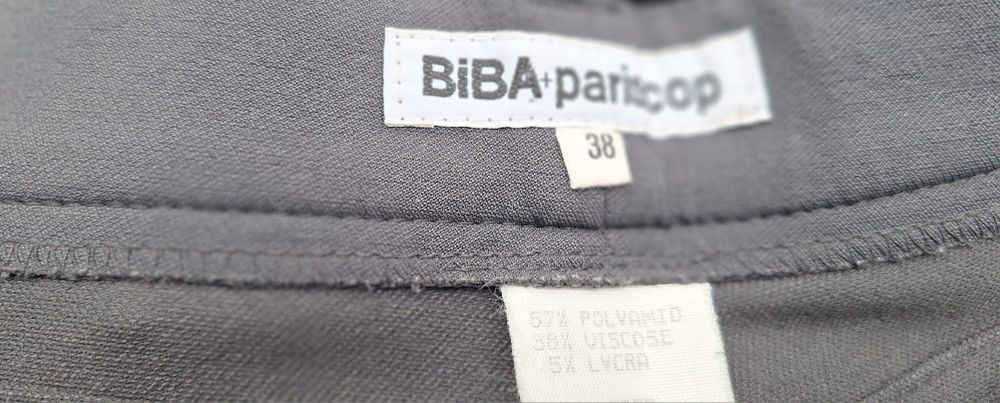 BiBA+pariscop
38
57% POLYAMID
38% VISCOSE
5% LYCRA